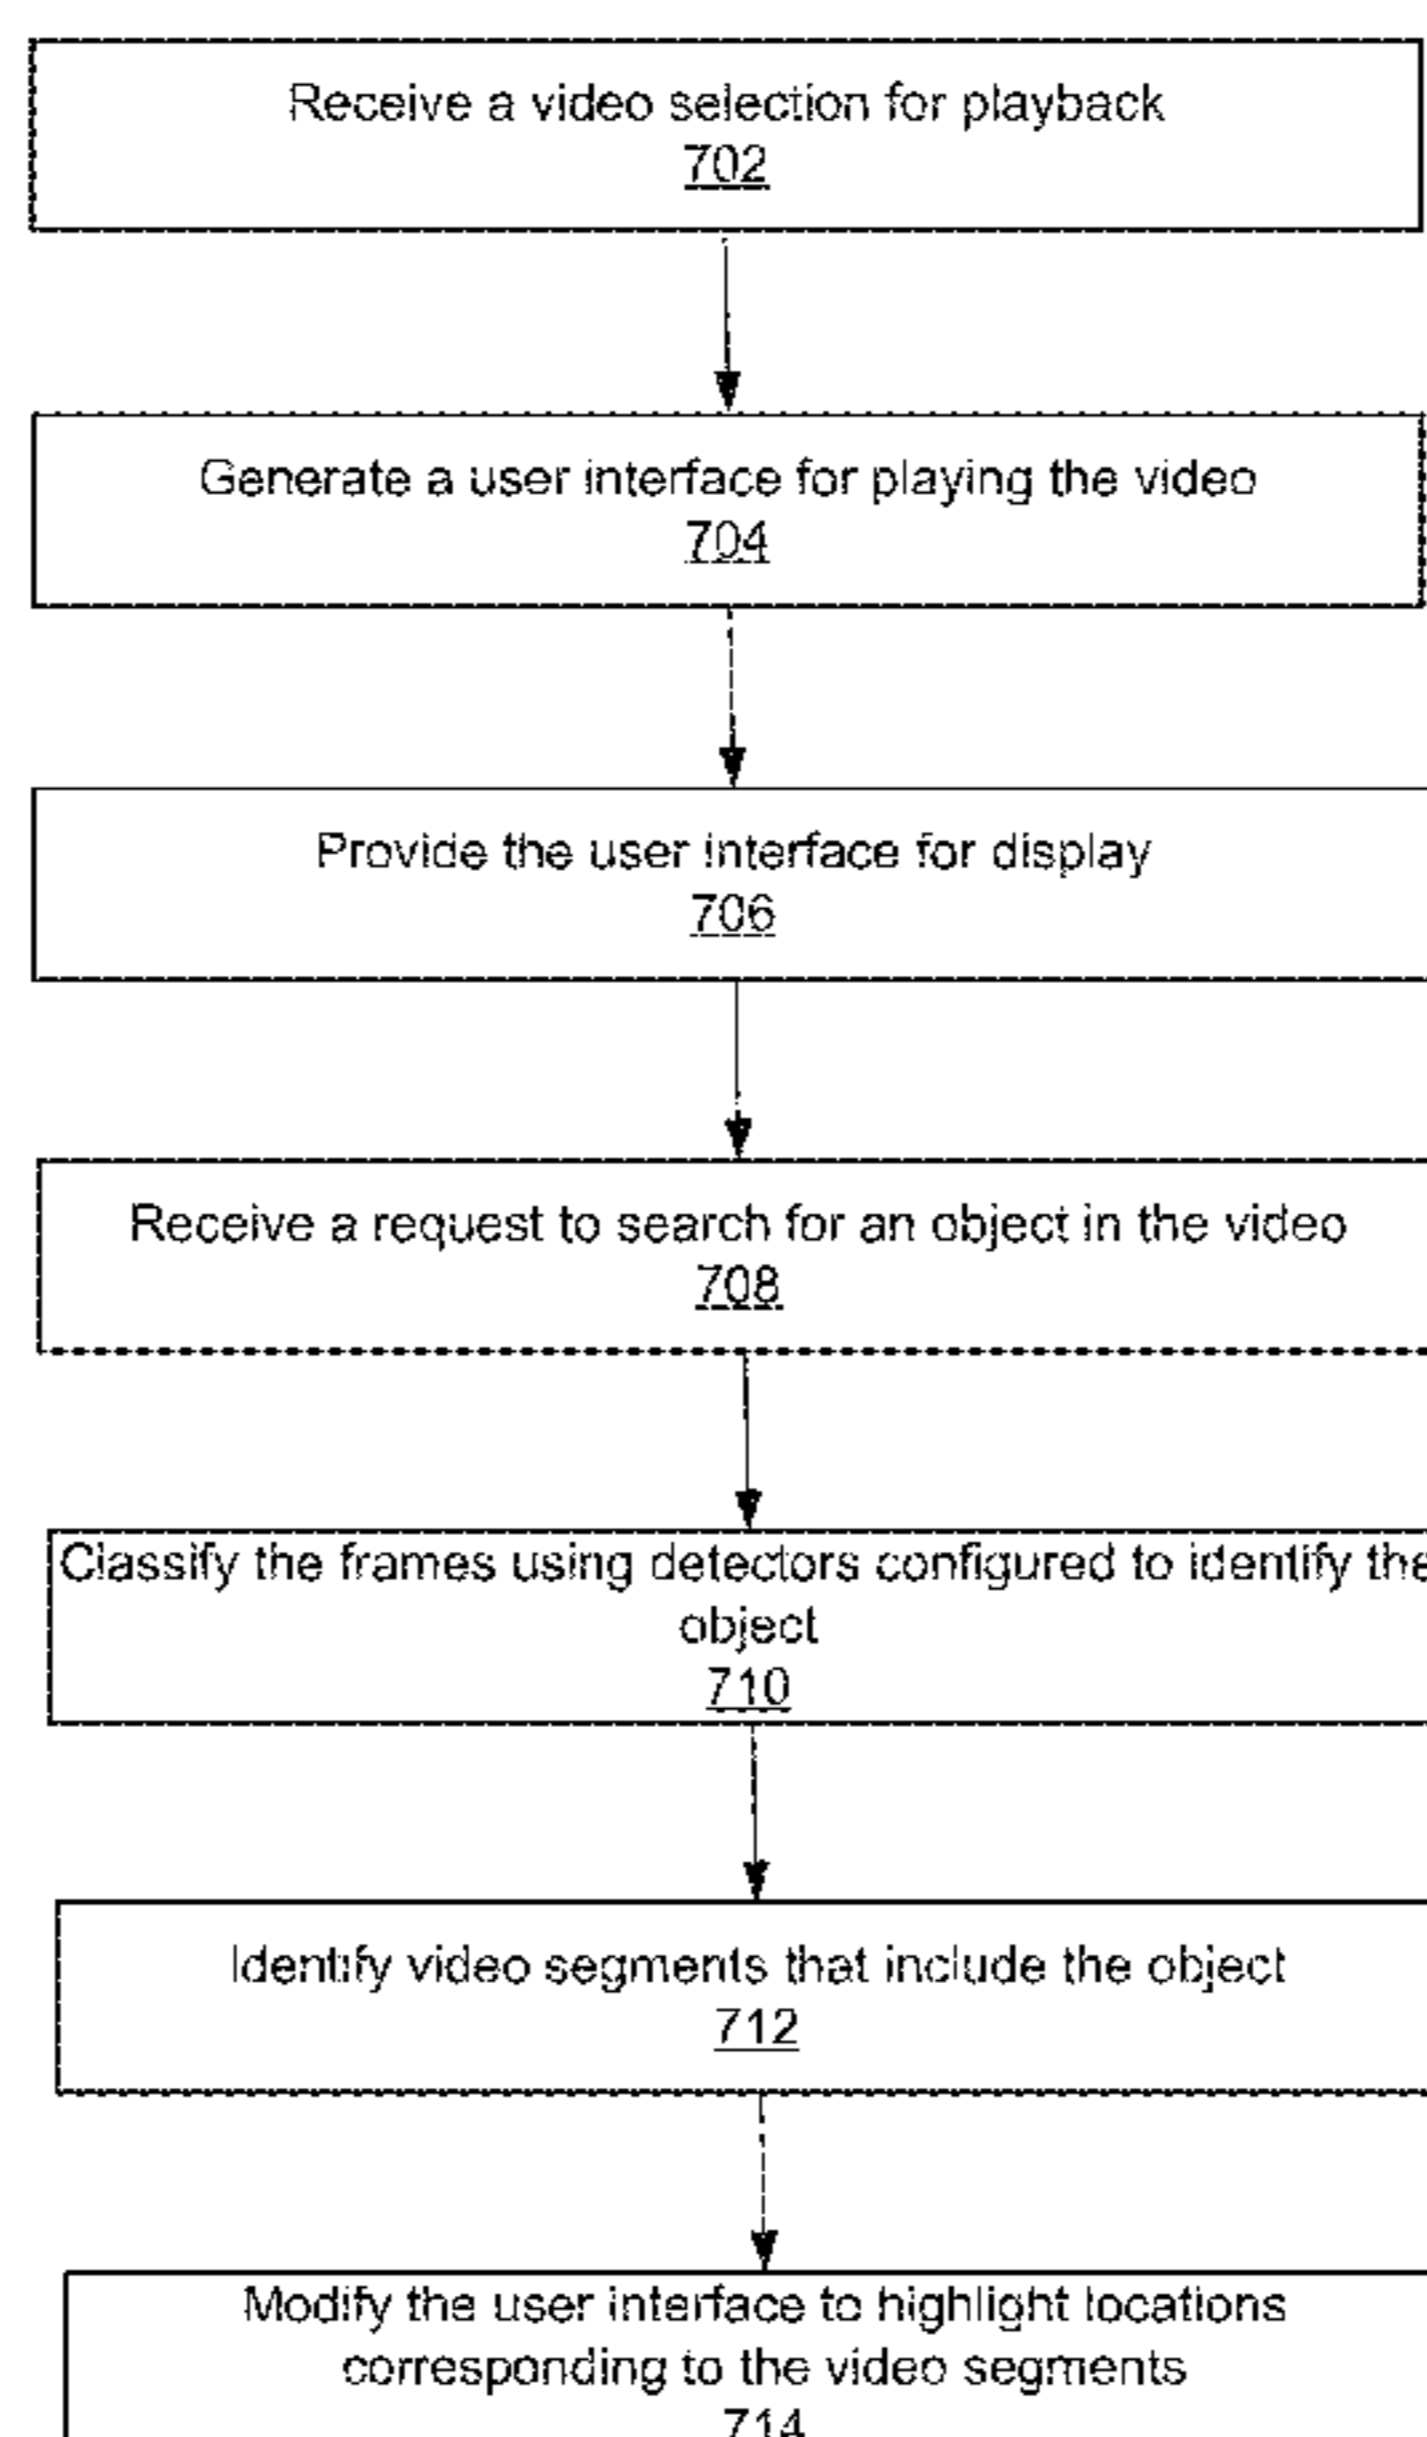 Receive a video selection for playback
702
Generate a user interface for playing the video
704
Provide the user interface for display
706
Receive a request to search for an object in the video
708
Classify the frames using detectors configured to identify the
object
710
Identify video segments that include the object
712
Modify the user interface to highlight locations
corresponding to the video segments
714